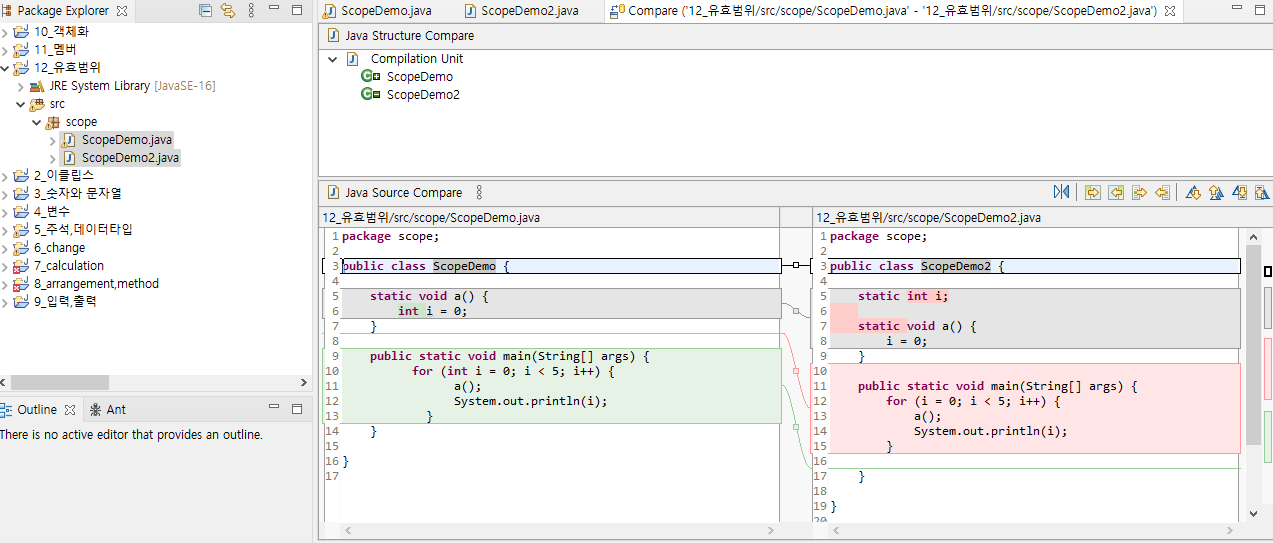 Package Explorer
ScopeDemo.java
ScopeDemo2.java
Compare ('12_유효범위/src/scope/ScopeDemo.java' - '12_유효범위/src/scope/ScopeDemo2.java')
10_객체화
11_멤버
12_유효범위
JRE System Library [JavaSE-16]
src
scope
ScopeDemo.java
ScopeDemo2.java
2_이클립스
3_숫자와 문자열
4_변수
5_주석,데이터타입
6_change
7_calculation
8_arrangement,method
9_입력,출력
Outline
Ant
There is no active editor that provides an outline.
Java Structure Compare
Compilation Unit
ScopeDemo
ScopeDemo2
Java Source Compare
12_유효범위/src/scope/ScopeDemo.java
1 package scope;
2
3 public class ScopeDemo {
4
5 static void a() {
6 int i = 0;
7 }
8
9 public static void main(String[] args) {
10 for (int i = 0; i < 5; i++) {
11 a();
12 System.out.println(i);
13 }
14 }
15
16 }
17
12_유효범위/src/scope/ScopeDemo2.java
1 package scope;
2
3 public class ScopeDemo2 {
4
5 static int i;
6
7 static void a() {
8 i = 0;
9 }
10
11 public static void main(String[] args) {
12 for (i = 0; i < 5; i++) {
13 a();
14 System.out.println(i);
15 }
16
17 }
18
19 }
20